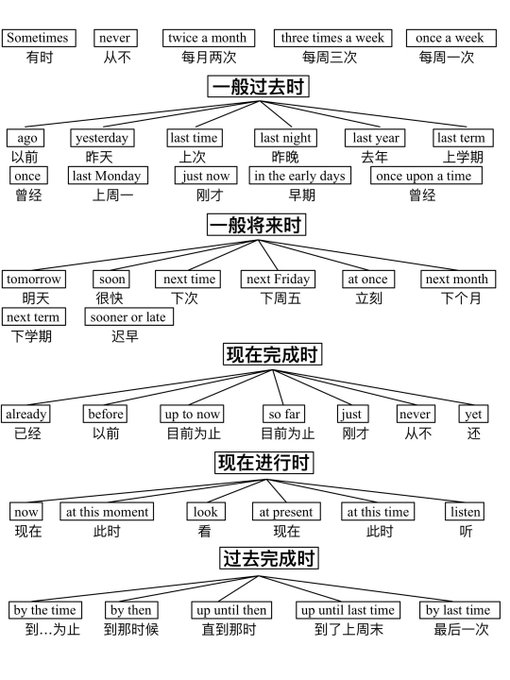 Sometimes never twice a month three times a week once a week
有时 从不 每月两次 每周三次 每周一次
一般过去时
ago yesterday last time last night last year last term
以前 昨天 上次 昨晚 去年 上学期
once last Monday just now in the early days once upon a time
曾经 上周一 刚才 早期 曾经
一般将来时
tomorrow soon next time next Friday at once next month
明天 很快 下次 下周五 立刻 下个月
next term sooner or late
下学期 迟早
现在完成时
already before up to now so far just never yet
已经 以前 目前为止 目前为止 刚才 从不 还
现在进行时
now at this moment look at present at this time listen
现在 此时 看 现在 此时 听
过去完成时
by the time by then up until then up until last time by last time
到…为止 到那时候 直到那时 到了上周末 最后一次